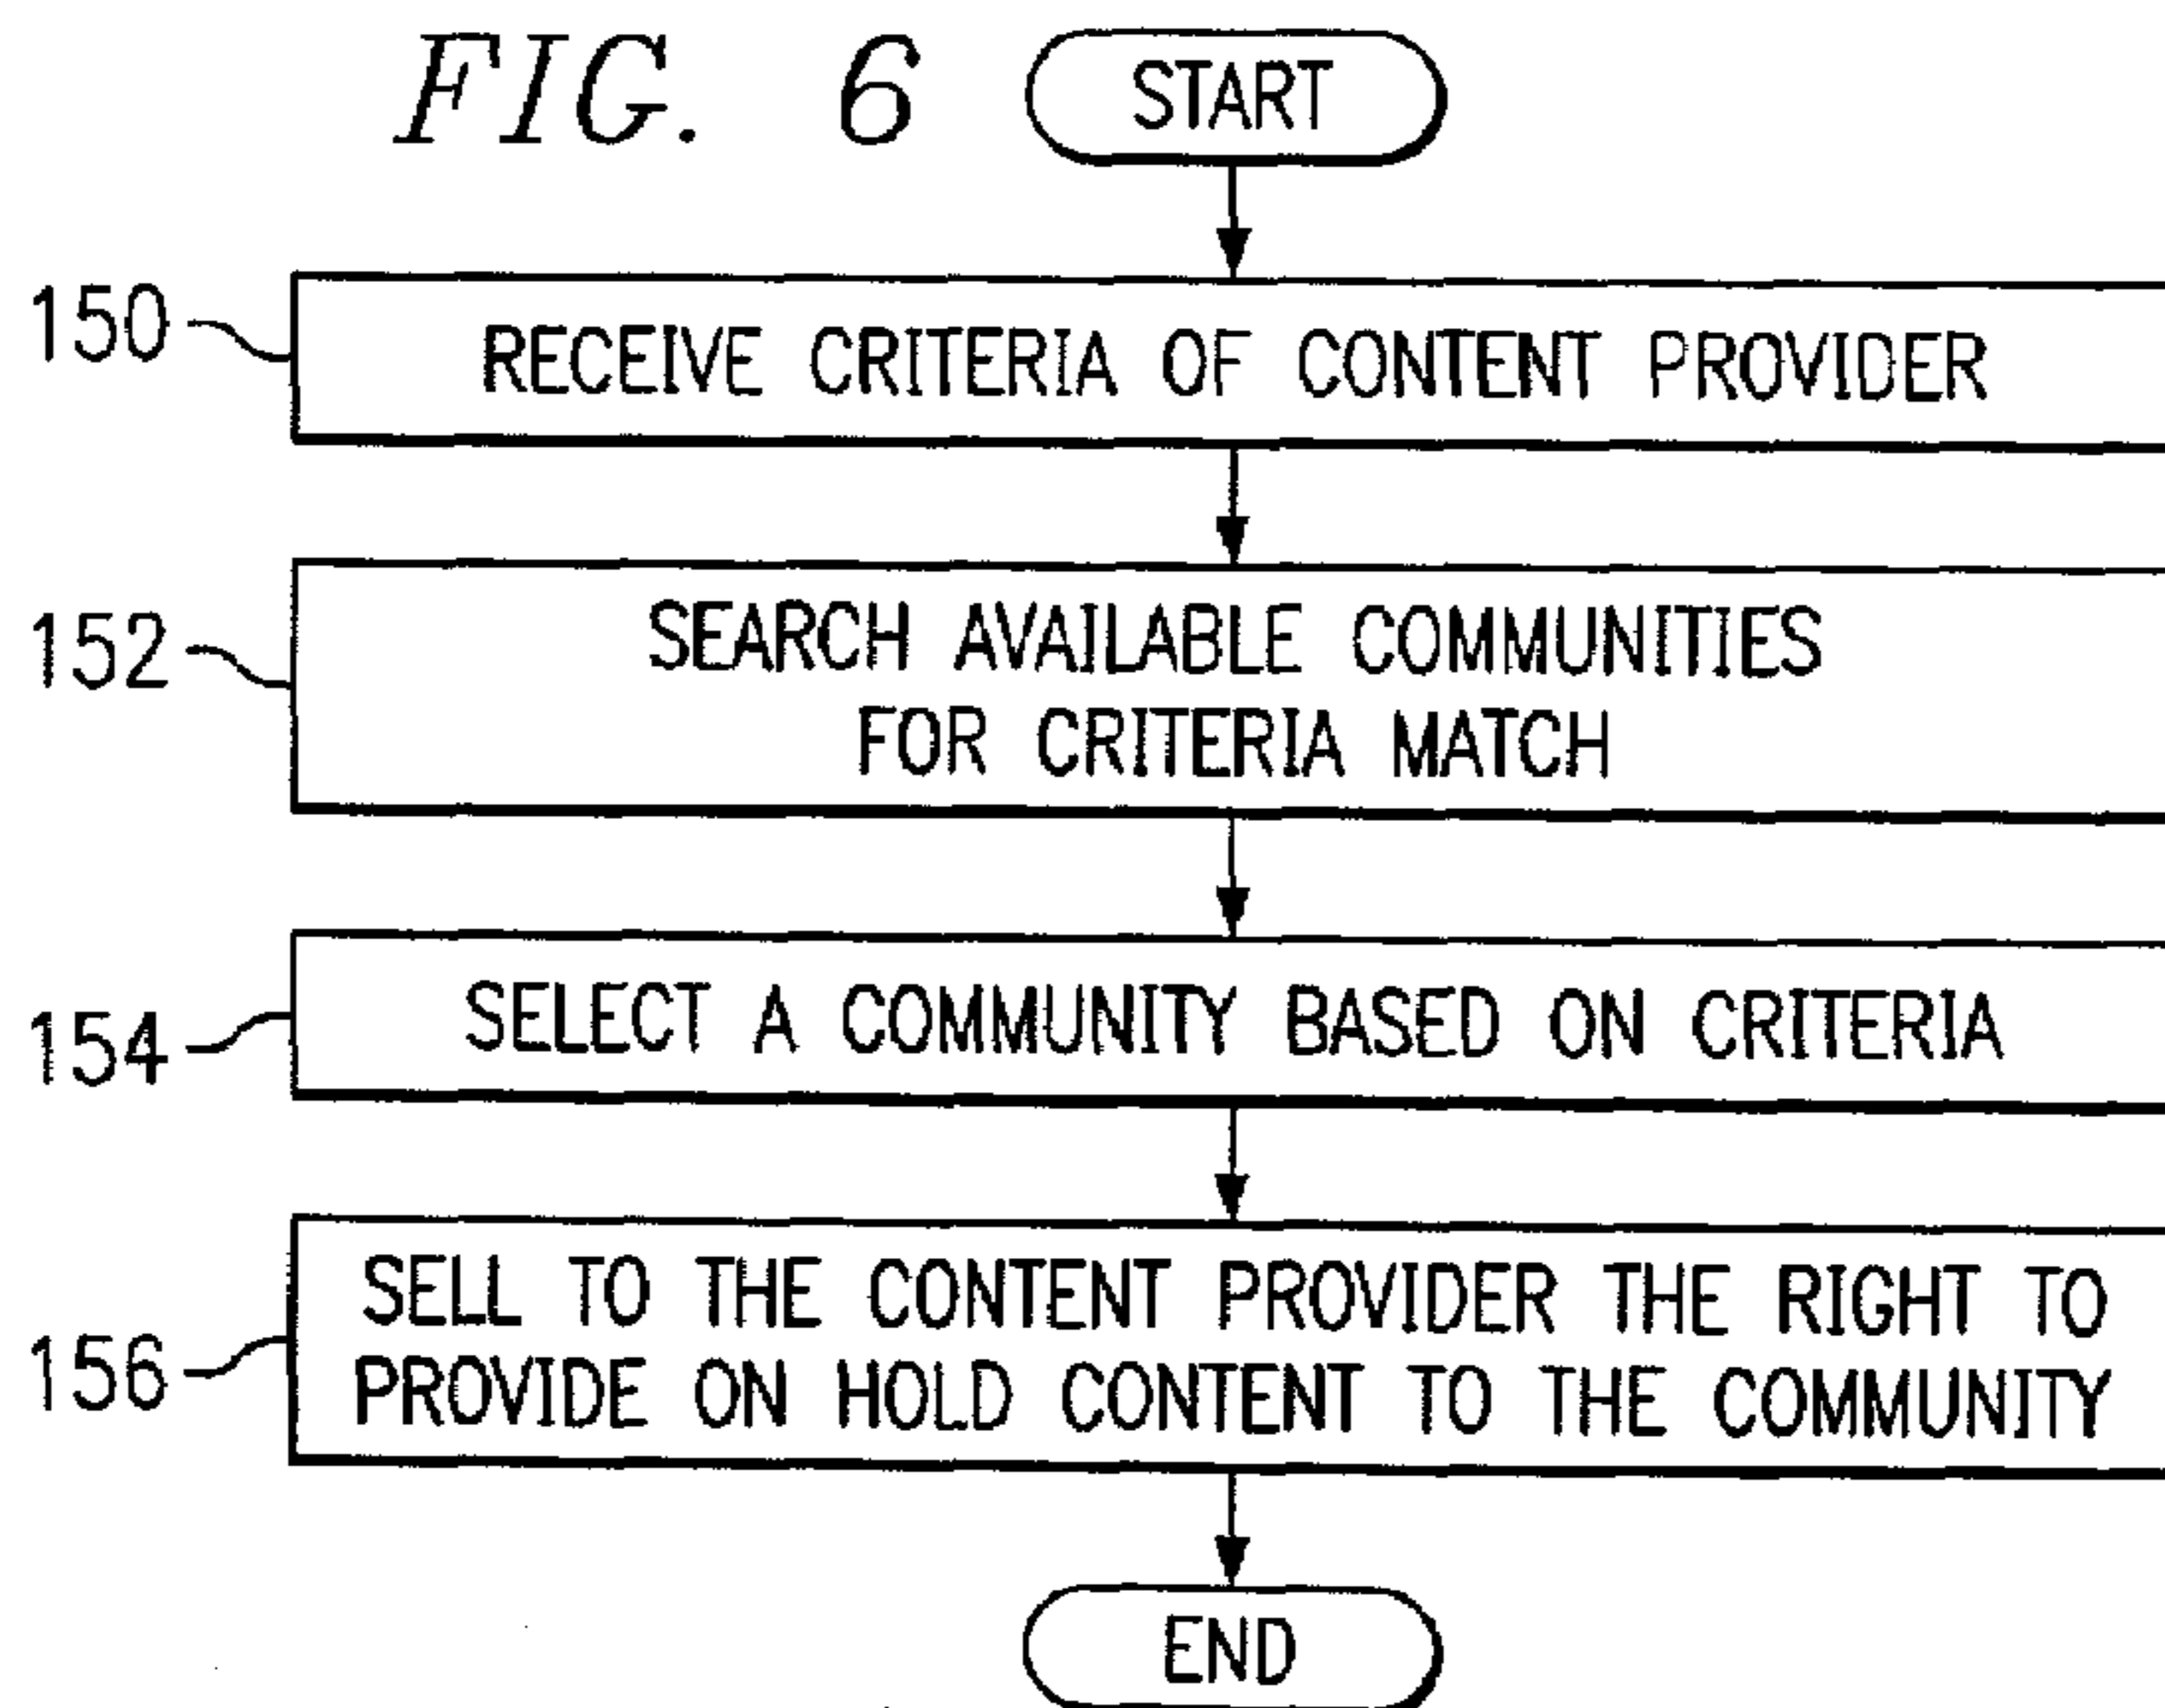 FIG. 6
START
150
RECEIVE CRITERIA OF CONTENT PROVIDER
152
SEARCH AVAILABLE COMMUNITIES
FOR CRITERIA MATCH
154
SELECT A COMMUNITY BASED ON CRITERIA
156
SELL TO THE CONTENT PROVIDER THE RIGHT TO
PROVIDE ON HOLD CONTENT TO THE COMMUNITY
END